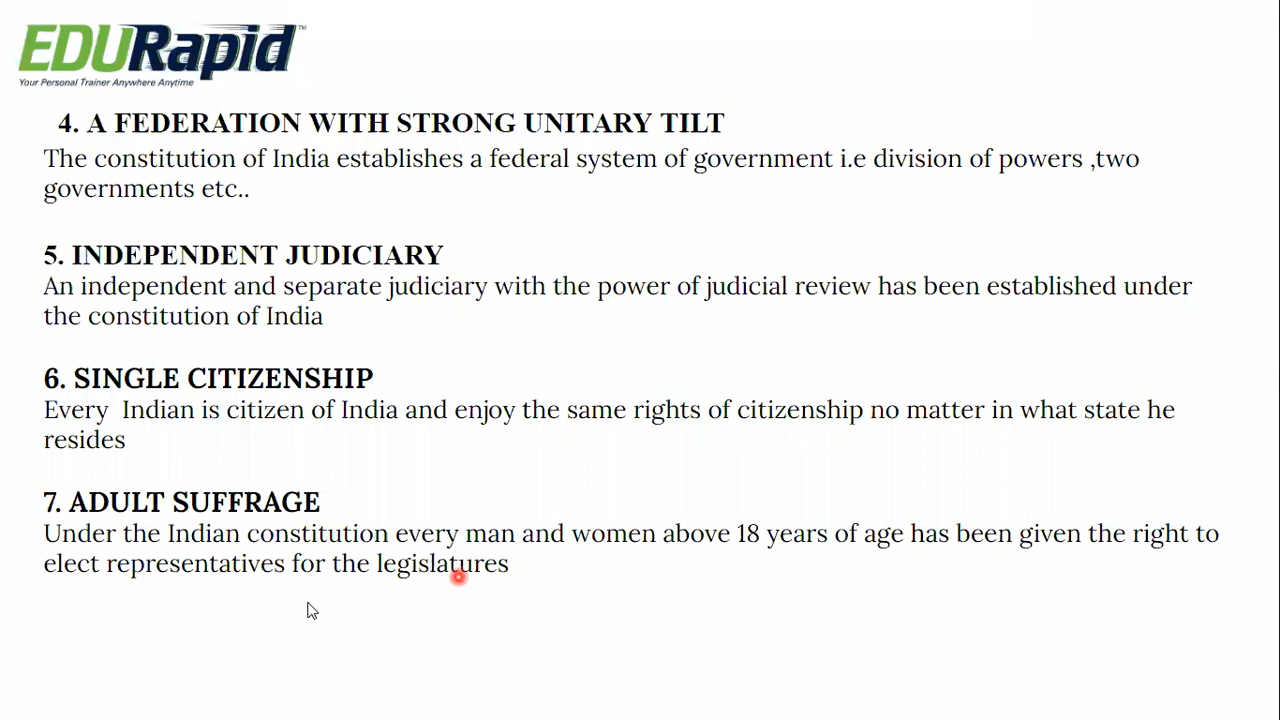 EDURapid™
Your Personal Trainer Anywhere Anytime
4. A FEDERATION WITH STRONG UNITARY TILT
The constitution of India establishes a federal system of government i.e division of powers ,two
governments etc..
5. INDEPENDENT JUDICIARY
An independent and separate judiciary with the power of judicial review has been established under
the constitution of India
6. SINGLE CITIZENSHIP
Every  Indian is citizen of India and enjoy the same rights of citizenship no matter in what state he
resides
7. ADULT SUFFRAGE
Under the Indian constitution every man and women above 18 years of age has been given the right to
elect representatives for the legislatures